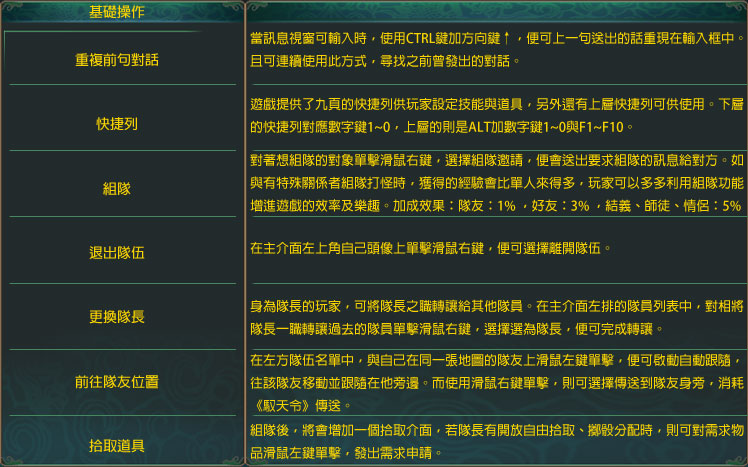 基礎操作
重複前句對話
當訊息視窗可輸入時，使用CTRL鍵加方向鍵↑，便可上一句送出的話重現在輸入框中。
且可連續使用此方式，尋找之前曾發出的對話。
快捷列
遊戲提供了九頁的快捷列供玩家設定技能與道具，另外還有上層快捷列可供使用。下層
的快捷列對應數字鍵1~0，上層的則是ALT加數字鍵1~0與F1~F10。
組隊
對著想組隊的對象單擊滑鼠右鍵，選擇組隊邀請，便會送出要求組隊的訊息給對方。如
與有特殊關係者組隊打怪時，獲得的經驗會比單人來得多，玩家可以多多利用組隊功能
增進遊戲的效率及樂趣。加成效果：隊友：1%，好友：3%，結義、師徒、情侶：5%
退出隊伍
在主介面左上角自己頭像上單擊滑鼠右鍵，便可選擇離開隊伍。
更換隊長
身為隊長的玩家，可將隊長之職轉讓給其他隊員。在主介面左排的隊員列表中，對相將
隊長一職轉讓過去的隊員單擊滑鼠右鍵，選擇選為隊長，便可完成轉讓。
前往隊友位置
在左方隊伍名單中，與自己在同一張地圖的隊友上滑鼠左鍵單擊，便可啟動自動跟隨，
往該隊友移動並跟隨在他旁邊。而使用滑鼠右鍵單擊，則可選擇傳送到隊友身旁，消耗
《馭天令》傳送。
拾取道具
組隊後，將會增加一個拾取介面，若隊長有開放自由拾取、擲骰分配時，則可對需求物
品滑鼠左鍵單擊，發出需求申請。